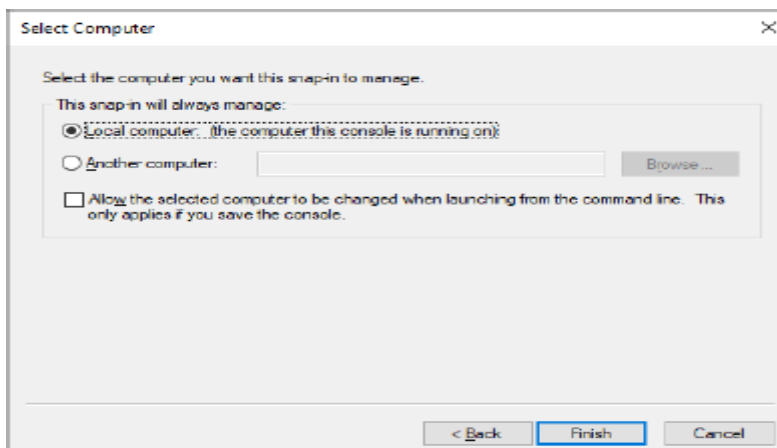 Select Computer
Select the computer you want this snap-in to manage.
This snap-in will always manage:
Local computer: (the computer this console is running on)
Another computer:
Browse...
Allow the selected computer to be changed when launching from the command line. This
only applies if you save the console.
< Back Finish Cancel